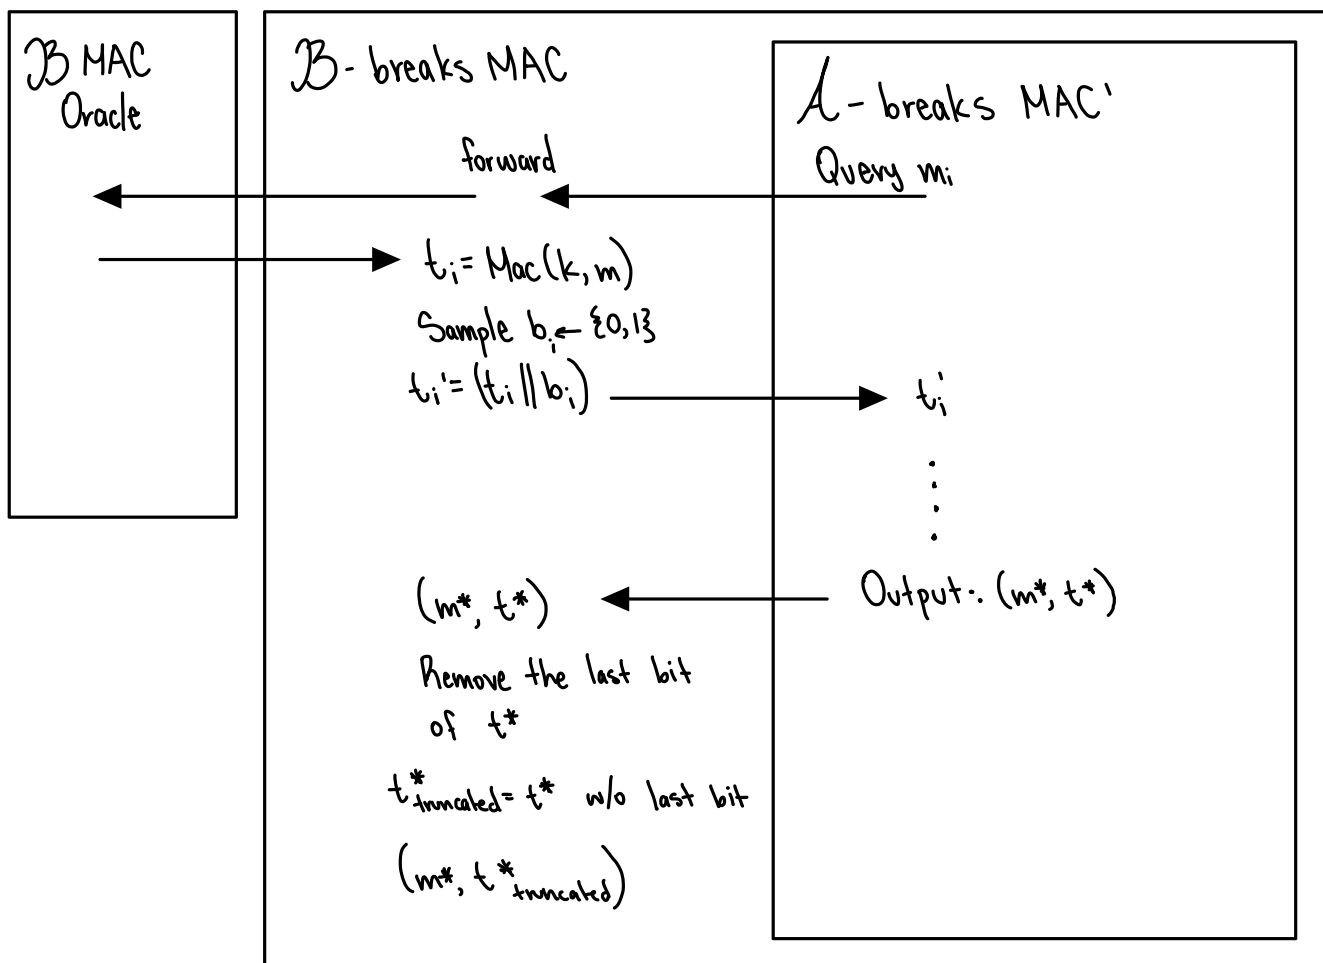 B MAC
Oracle
B - breaks MAC
A - breaks MAC'
Query mᵢ
forward
tᵢ = Mac(k, m)
Sample bᵢ ← {0,1}
tᵢ' = (tᵢ || bᵢ)
tᵢ'
(m*, t*)
Output: (m*, t*)
Remove the last bit
of t*
t*truncated = t* w/o last bit
(m*, t*truncated)